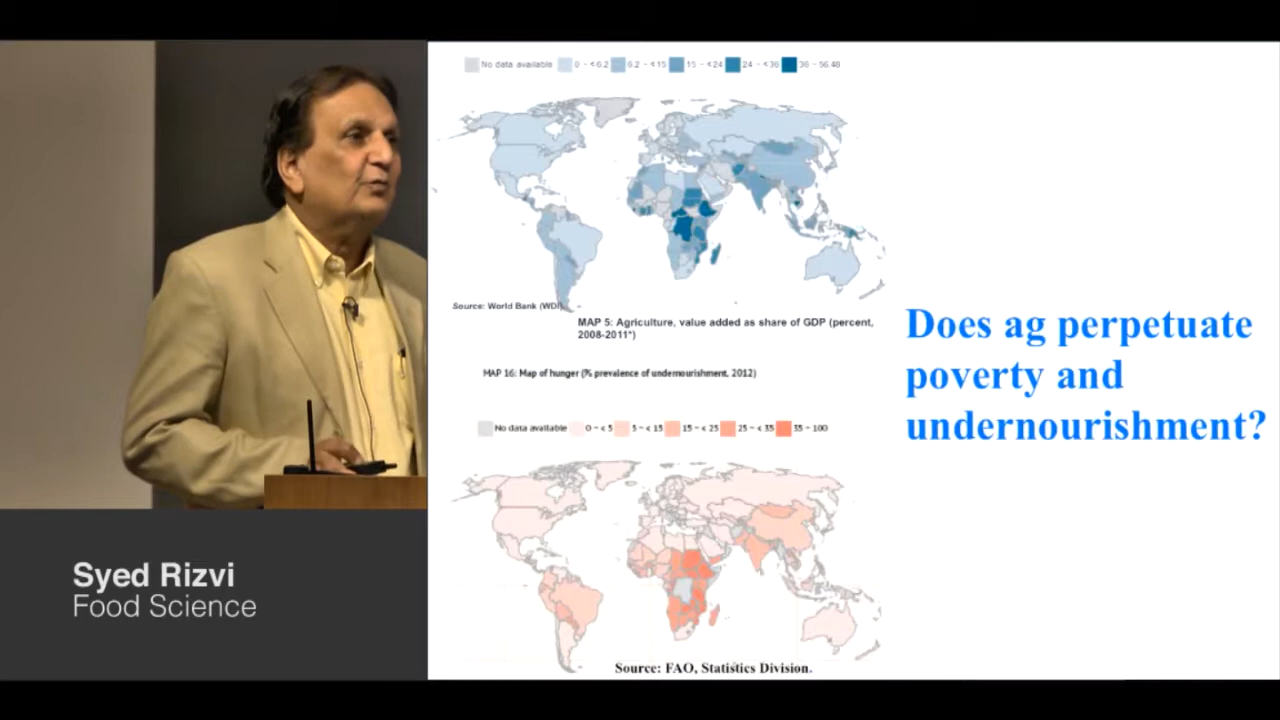 No data available 0 - < 6.2 6.2 - < 15 15 - < 24 24 - < 36 36 - 56.48
Source: World Bank (WDI).
MAP 5: Agriculture, value added as share of GDP (percent,
2008-2011*)
MAP 16: Map of hunger (% prevalence of undernourishment, 2012)
No data available 0 - < 5 5 - < 15 15 - < 25 25 - < 35 35 - 100
Source: FAO, Statistics Division.
Does ag perpetuate
poverty and
undernourishment?
Syed Rizvi
Food Science